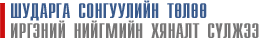 ШУДАРГА СОНГУУЛИЙН ТӨЛӨӨ
ИРГЭНИЙ НИЙГМИЙН ХЯНАЛТ СҮЛЖЭЭ